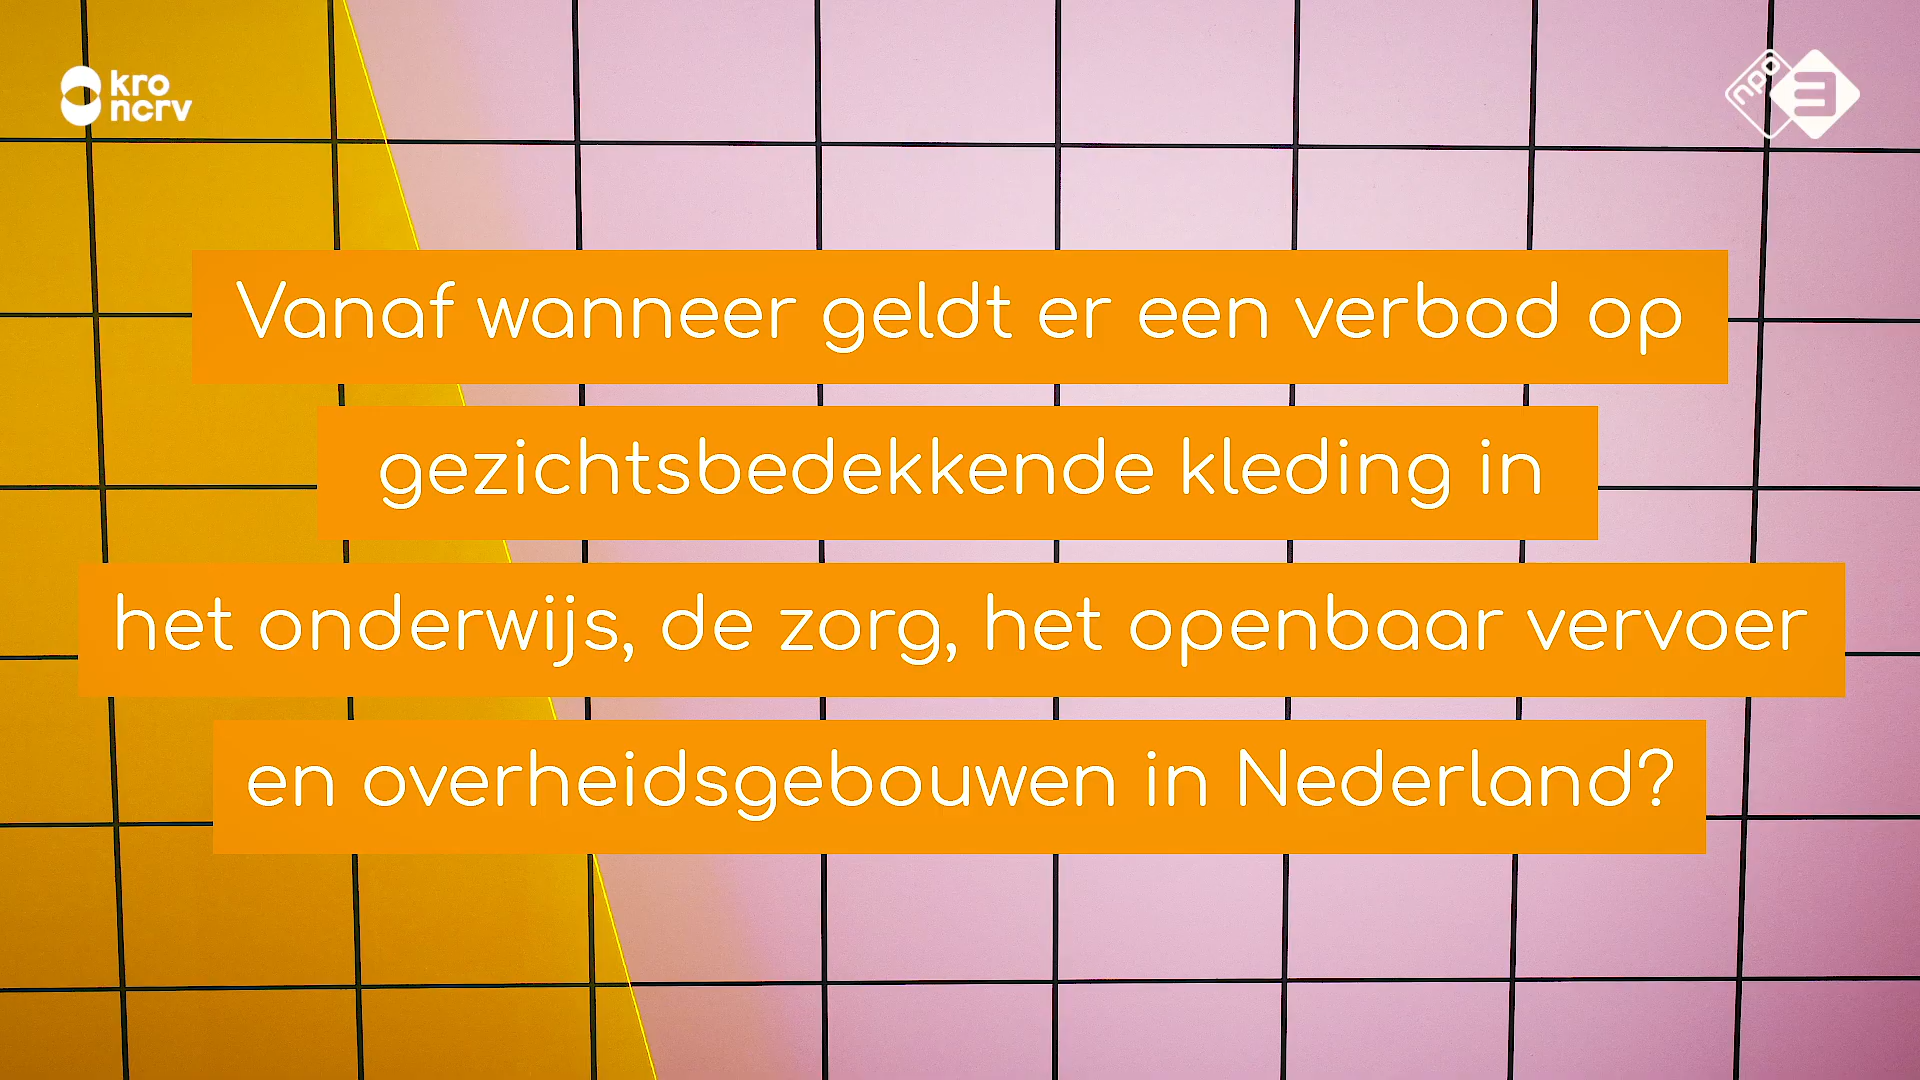 kro
ncrv
npo
3
Vanaf wanneer geldt er een verbod op
gezichtsbedekkende kleding in
het onderwijs, de zorg, het openbaar vervoer
en overheidsgebouwen in Nederland?